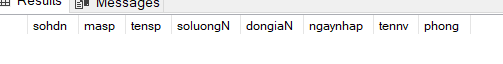 Results Messages
sohdn masp tensp soluongN dongiaN ngaynhap tennv phong